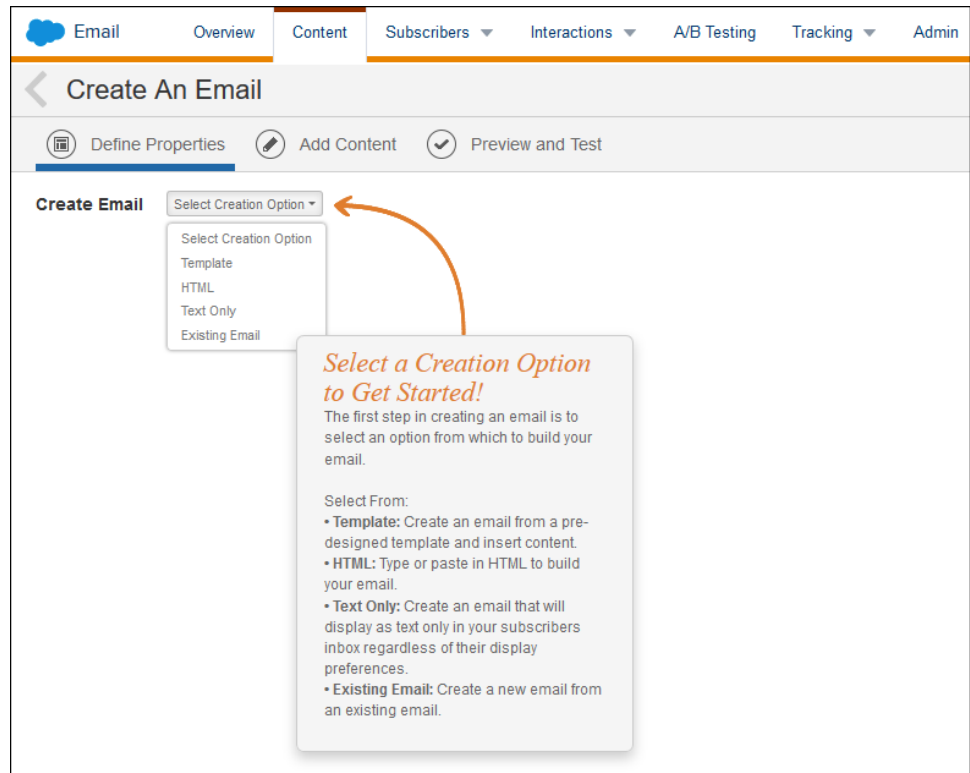 Email Overview Content Subscribers Interactions A/B Testing Tracking Admin
Create An Email
Define Properties Add Content Preview and Test
Create Email Select Creation Option
Select Creation Option
Template
HTML
Text Only
Existing Email
Select a Creation Option
to Get Started!
The first step in creating an email is to
select an option from which to build your
email.
Select From:
• Template: Create an email from a pre-
designed template and insert content.
• HTML: Type or paste in HTML to build
your email.
• Text Only: Create an email that will
display as text only in your subscribers
inbox regardless of their display
preferences.
• Existing Email: Create a new email from
an existing email.